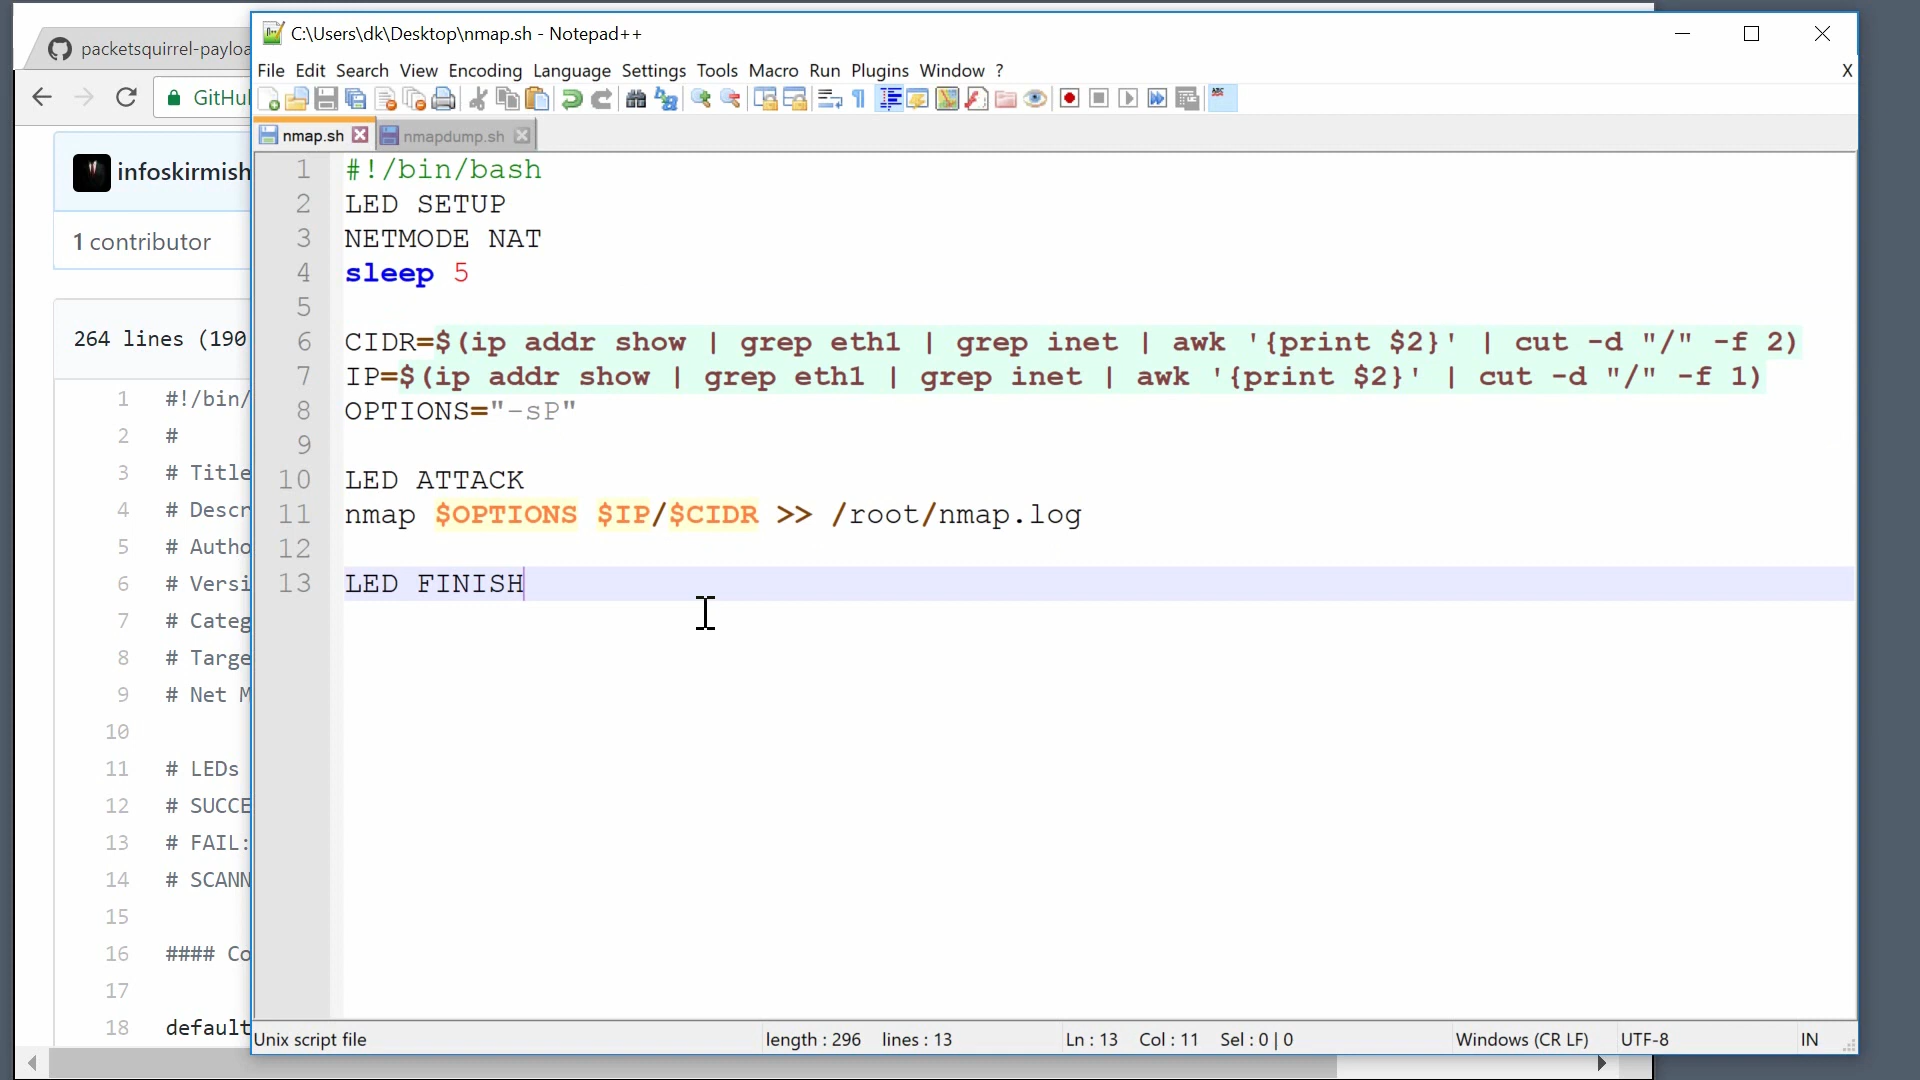 C:\Users\dk\Desktop\nmap.sh - Notepad++
packetsquirrel-payloa
File Edit Search View Encoding Language Settings Tools Macro Run Plugins Window ? X
GitHu
nmap.sh nmapdump.sh
infoskirmish
1 contributor
264 lines (190
1 #!/bin/
2 #
3 # Title
4 # Descr
5 # Autho
6 # Versi
7 # Categ
8 # Targe
9 # Net M
10
11 # LEDs
12 # SUCCE
13 # FAIL:
14 # SCANN
15
16 #### Co
17
18 default
1 #!/bin/bash
2 LED SETUP
3 NETMODE NAT
4 sleep 5
5
6 CIDR=$(ip addr show | grep eth1 | grep inet | awk '{print $2}' | cut -d "/" -f 2)
7 IP=$(ip addr show | grep eth1 | grep inet | awk '{print $2}' | cut -d "/" -f 1)
8 OPTIONS="-sP"
9
10 LED ATTACK
11 nmap $OPTIONS $IP/$CIDR >> /root/nmap.log
12
13 LED FINISH
Unix script file length : 296 lines : 13 Ln : 13 Col : 11 Sel : 0 | 0 Windows (CR LF) UTF-8 IN